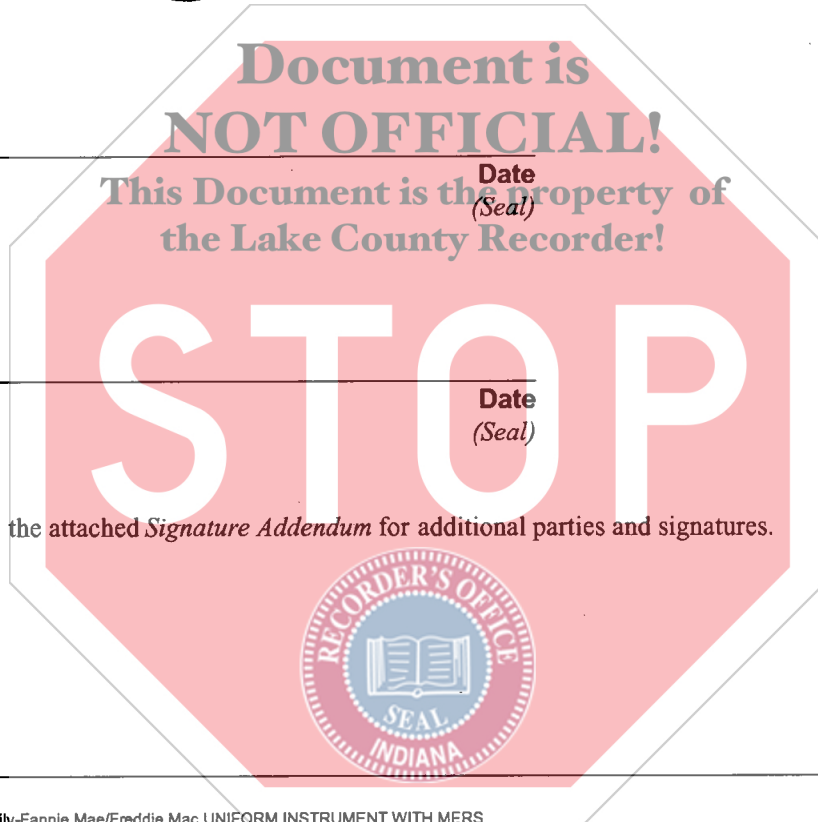 Document is
NOT OFFICIAL!
Date
This Document is the property of
(Seal)
the Lake County Recorder!
STOP
Date
(Seal)
the attached Signature Addendum for additional parties and signatures.
RECORDER'S OFFICE
SEAL
INDIANA
ily-Fannie Mae/Freddie Mac UNIFORM INSTRUMENT WITH MERS